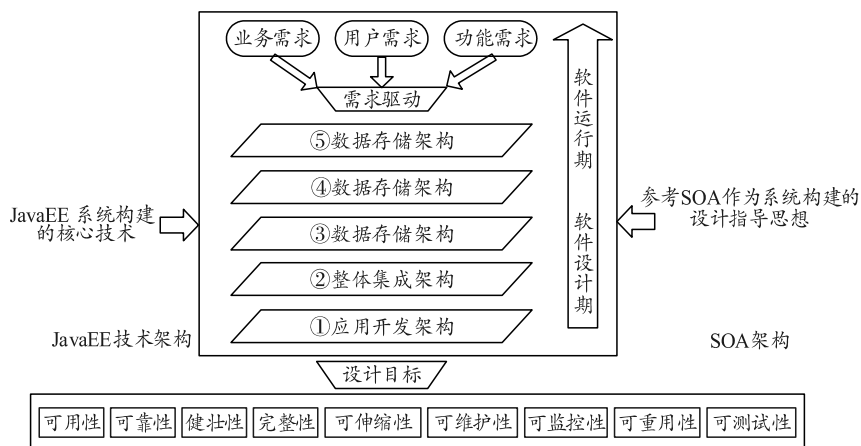 业务需求
用户需求
功能需求
需求驱动
⑤数据存储架构
④数据存储架构
③数据存储架构
②整体集成架构
①应用开发架构
软件运行期
软件设计期
JavaEE 系统构建
的核心技术
参考SOA作为系统构建的
设计指导思想
JavaEE技术架构
SOA架构
设计目标
可用性
可靠性
健壮性
完整性
可伸缩性
可维护性
可监控性
可重用性
可测试性